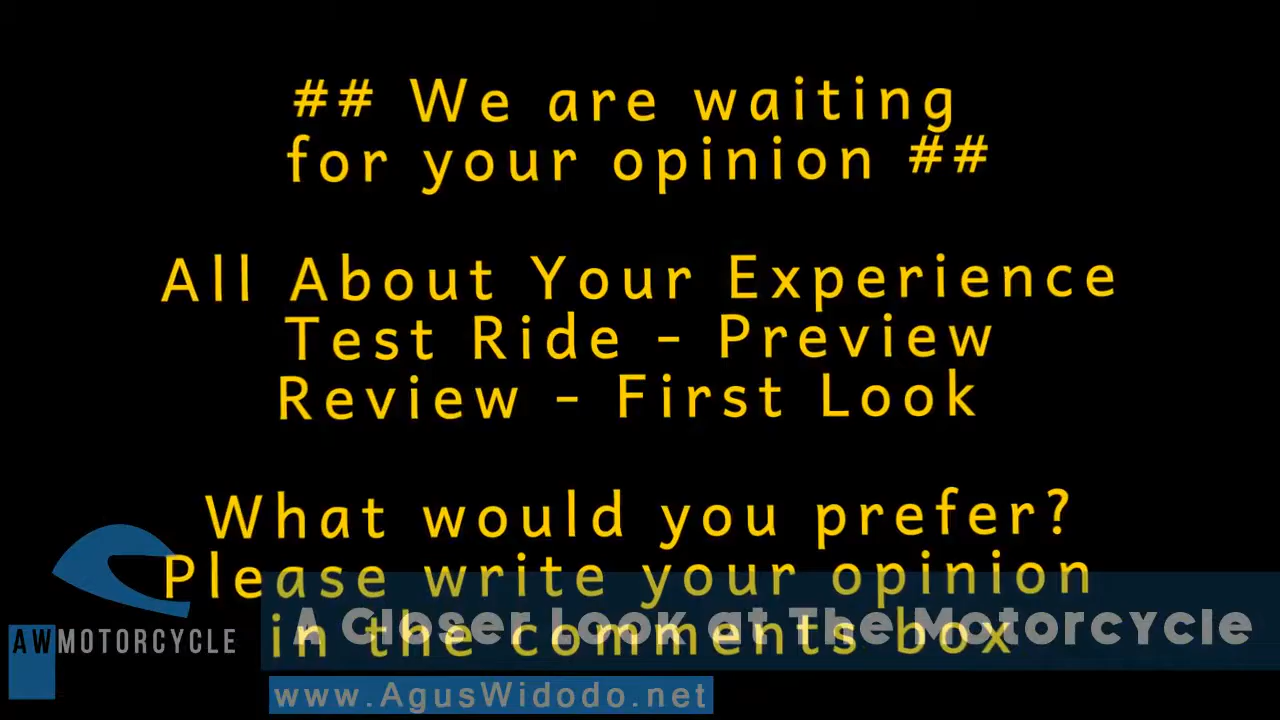 ## We are waiting
for your opinion ##
All About Your Experience
Test Ride - Preview
Review - First Look
What would you prefer?
Please write your opinion
in the comments box
A Closer Look at The Motorcycle
AWMOTORCYCLE
www.AgusWidodo.net